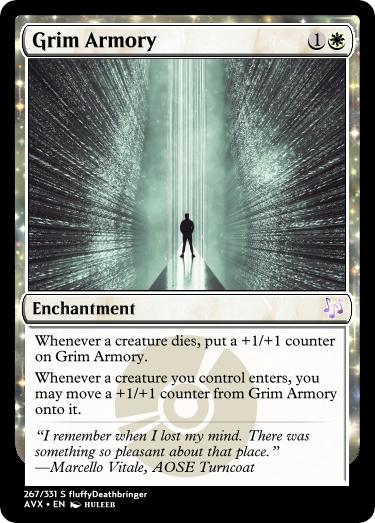 Grim Armory 1
Enchantment
Whenever a creature dies, put a +1/+1 counter
on Grim Armory.
Whenever a creature you control enters, you
may move a +1/+1 counter from Grim Armory
onto it.
“I remember when I lost my mind. There was
something so pleasant about that place.”
—Marcello Vitale, AOSE Turncoat
267/331 S fluffyDeathbringer
AVX • EN HULEEB